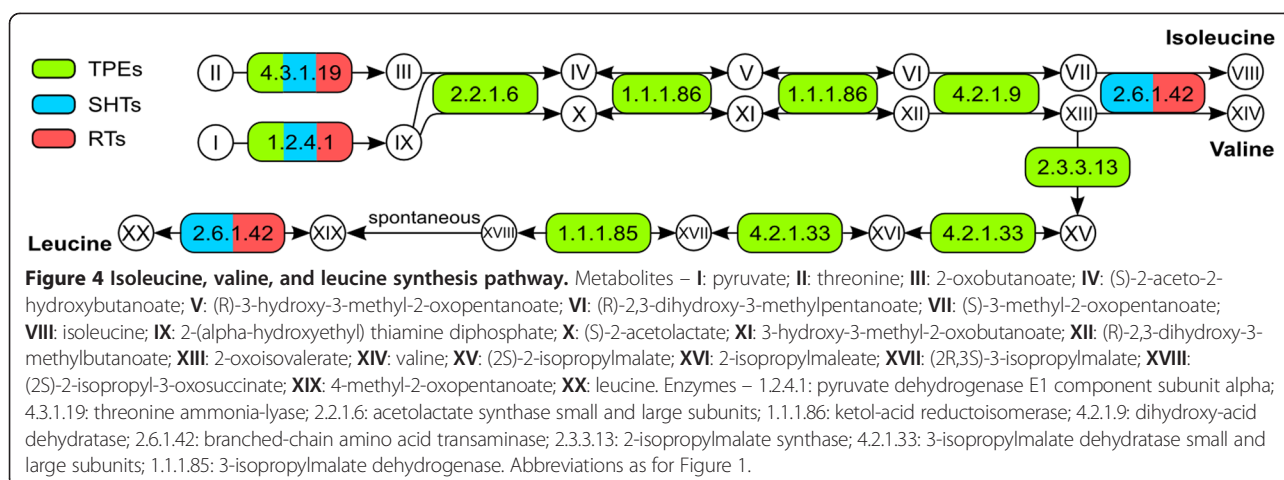 Isoleucine
TPEs
SHTs
RTs
II 4.3.1.19 III IV V VI VII VIII
2.2.1.6 1.1.1.86 1.1.1.86 4.2.1.9 2.6.1.42
I 1.2.4.1 IX X XI XII XIII XIV
Valine
2.3.3.13
Leucine XX 2.6.1.42 XIX spontaneous XVIII 1.1.1.85 XVII 4.2.1.33 XVI 4.2.1.33 XV
Figure 4 Isoleucine, valine, and leucine synthesis pathway. Metabolites – I: pyruvate; II: threonine; III: 2-oxobutanoate; IV: (S)-2-aceto-2-
hydroxybutanoate; V: (R)-3-hydroxy-3-methyl-2-oxopentanoate; VI: (R)-2,3-dihydroxy-3-methylpentanoate; VII: (S)-3-methyl-2-oxopentanoate;
VIII: isoleucine; IX: 2-(alpha-hydroxyethyl) thiamine diphosphate; X: (S)-2-acetolactate; XI: 3-hydroxy-3-methyl-2-oxobutanoate; XII: (R)-2,3-dihydroxy-3-
methylbutanoate; XIII: 2-oxoisovalerate; XIV: valine; XV: (2S)-2-isopropylmalate; XVI: 2-isopropylmaleate; XVII: (2R,3S)-3-isopropylmalate; XVIII:
(2S)-2-isopropyl-3-oxosuccinate; XIX: 4-methyl-2-oxopentanoate; XX: leucine. Enzymes – 1.2.4.1: pyruvate dehydrogenase E1 component subunit alpha;
4.3.1.19: threonine ammonia-lyase; 2.2.1.6: acetolactate synthase small and large subunits; 1.1.1.86: ketol-acid reductoisomerase; 4.2.1.9: dihydroxy-acid
dehydratase; 2.6.1.42: branched-chain amino acid transaminase; 2.3.3.13: 2-isopropylmalate synthase; 4.2.1.33: 3-isopropylmalate dehydratase small and
large subunits; 1.1.1.85: 3-isopropylmalate dehydrogenase. Abbreviations as for Figure 1.